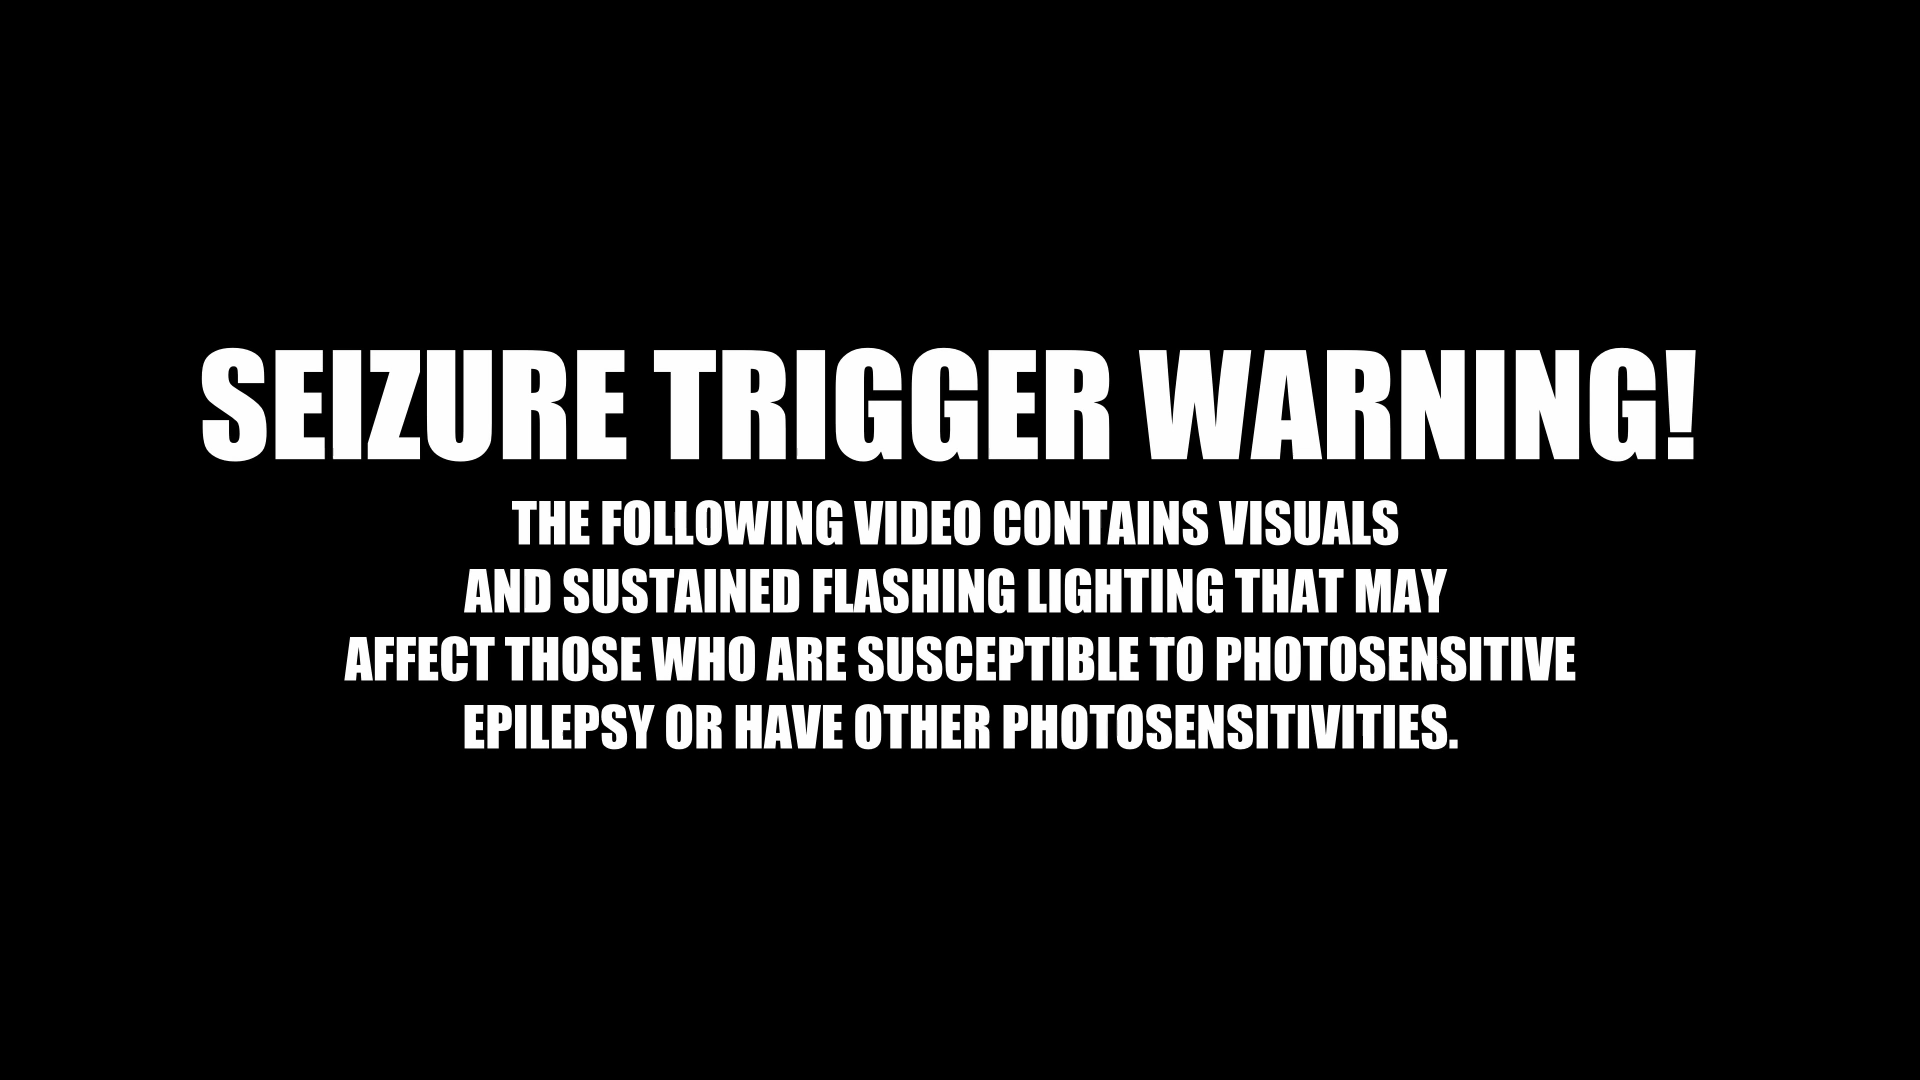 SEIZURE TRIGGER WARNING!
THE FOLLOWING VIDEO CONTAINS VISUALS
AND SUSTAINED FLASHING LIGHTING THAT MAY
AFFECT THOSE WHO ARE SUSCEPTIBLE TO PHOTOSENSITIVE
EPILEPSY OR HAVE OTHER PHOTOSENSITIVITIES.